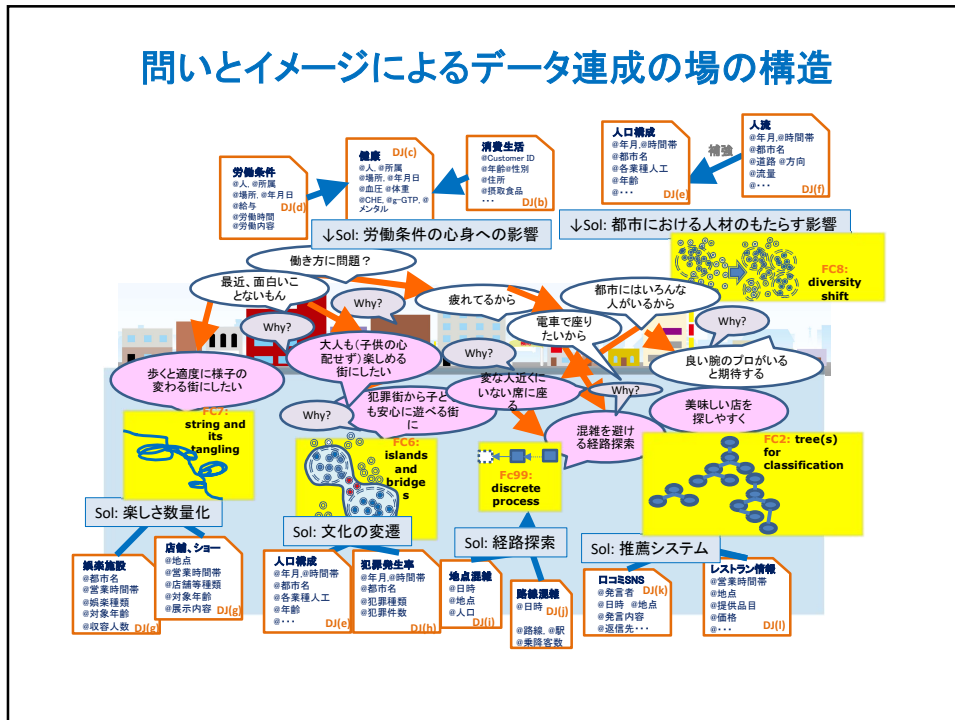 問いとイメージによるデータ連成の場の構造
労働条件
@人, @所属
@場所, @年月日
@給与
@労働時間
@労働内容
DJ(d)
健康
DJ(c)
@人, @所属
@場所, @年月日
@血圧 @体重
@CHE, @g-GTP, @
メンタル
消費生活
@Customer ID
@年齢@性別
@住所
@摂取食品
・・・
DJ(b)
人口構成
@年月,@時間帯
@都市名
@各業種人工
@年齢
@・・・
DJ(e)
補強
人流
@年月,@時間帯
@都市名
@道路 @方向
@流量
@・・・
DJ(f)
↓Sol: 労働条件の心身への影響
↓Sol: 都市における人材のもたらす影響
FC8:
diversity
shift
働き方に問題？
最近、面白いこ
とないもん
Why?
疲れてるから
都市にはいろんな
人がいるから
Why?
電車で座り
たいから
Why?
大人も（子供の心
配せず）楽しめる
街にしたい
Why?
良い腕のプロがいる
と期待する
歩くと適度に様子の
変わる街にしたい
変な人近くに
いない席に座
る
Why?
犯罪街から子ど
も安心に遊べる街
に
Why?
美味しい店を
探しやすく
混雑を避け
る経路探索
FC7:
string and
its
tangling
FC6:
islands
and
bridge
s
Fc99:
discrete
process
FC2: tree(s)
for
classification
Sol: 楽しさ数量化
Sol: 文化の変遷
Sol: 経路探索
Sol: 推薦システム
娯楽施設
@都市名
@営業時間帯
@娯楽種類
@対象年齢
@収容人数
DJ(g)
店舗、ショー
@地点
@営業時間帯
@店舗等種類
@対象年齢
@展示内容
DJ(g)
人口構成
@年月,@時間帯
@都市名
@各業種人工
@年齢
@・・・
DJ(e)
犯罪発生率
@年月,@時間帯
@都市名
@犯罪種類
@犯罪件数
DJ(h)
地点混雑
@日時
@地点
@人口
DJ(i)
路線混雑
@日時
DJ(j)
@路線, @駅
@乗降客数
口コミSNS
@発言者
DJ(k)
@日時 @地点
@発言内容
@返信先・・・
レストラン情報
@営業時間帯
@地点
@提供品目
@価格
@・・・
DJ(l)